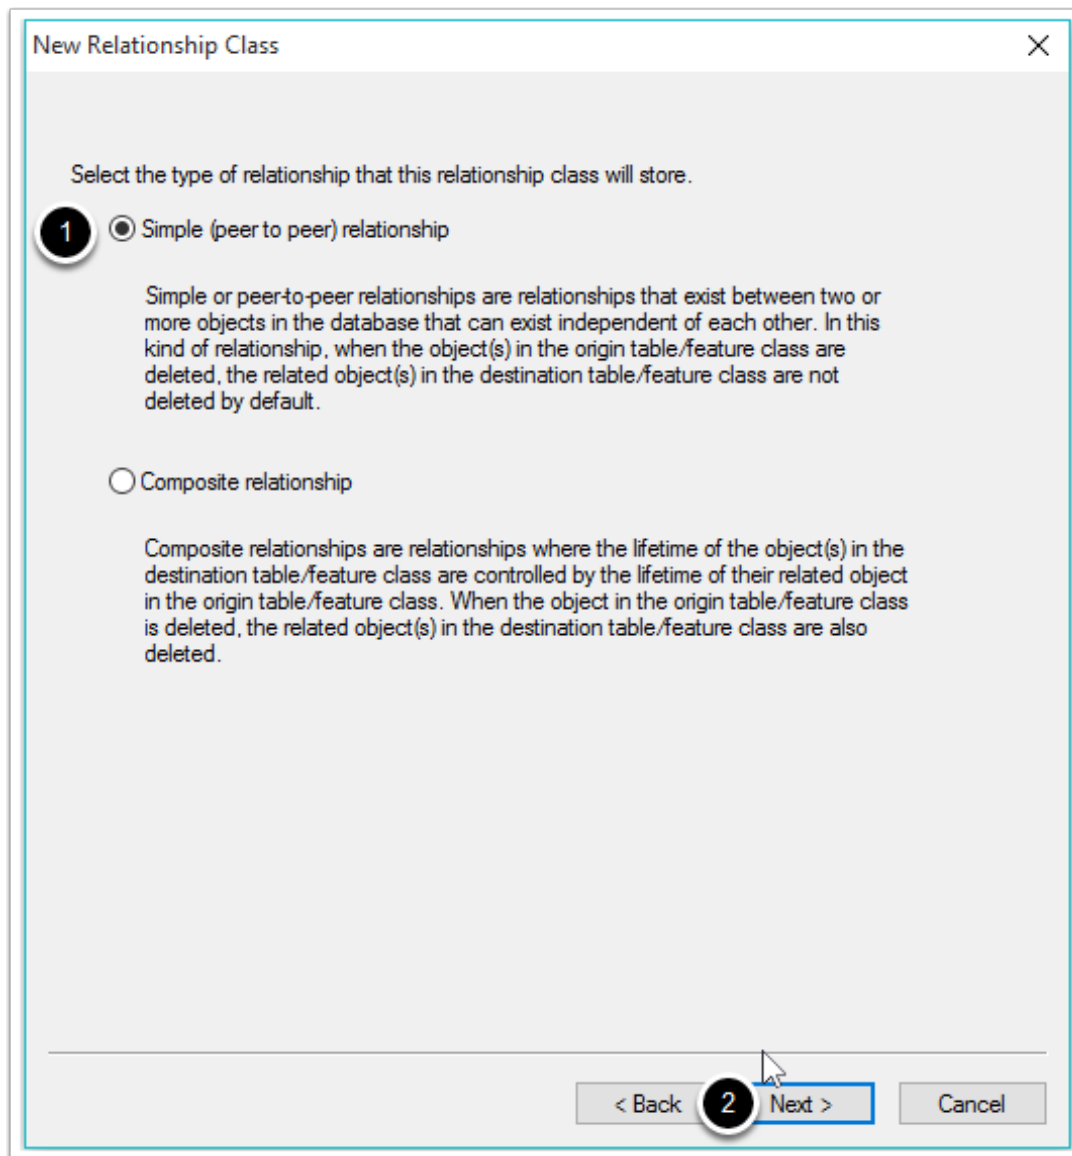 New Relationship Class
Select the type of relationship that this relationship class will store.
1 Simple (peer to peer) relationship
Simple or peer-to-peer relationships are relationships that exist between two or
more objects in the database that can exist independent of each other. In this
kind of relationship, when the object(s) in the origin table/feature class are
deleted, the related object(s) in the destination table/feature class are not
deleted by default.
Composite relationship
Composite relationships are relationships where the lifetime of the object(s) in the
destination table/feature class are controlled by the lifetime of their related object
in the origin table/feature class. When the object in the origin table/feature class
is deleted, the related object(s) in the destination table/feature class are also
deleted.
< Back 2 Next > Cancel